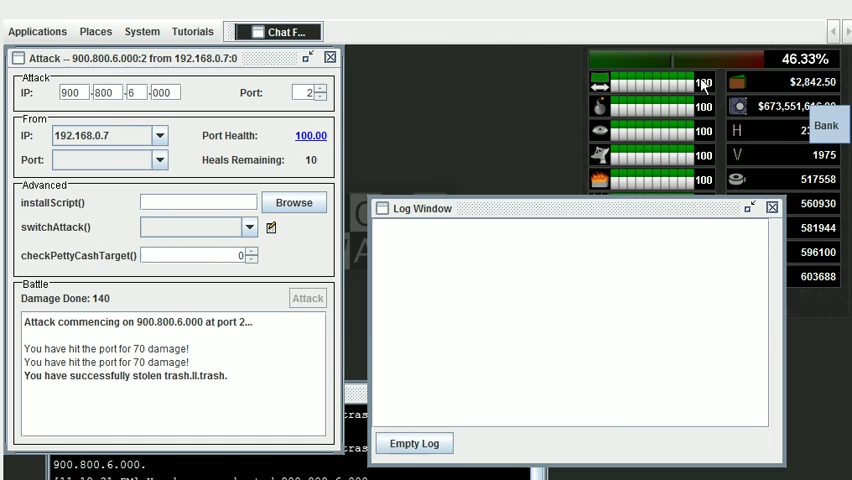 Applications Places System Tutorials Chat F...
Attack -- 900.800.6.000:2 from 192.168.0.7:0
Attack
IP: 900 .800 .6 .000 Port: 2
From
IP: 192.168.0.7 Port Health: 100.00
Port: Heals Remaining: 10
Advanced
installScript() Browse
switchAttack()
checkPettyCashTarget() 0
Battle
Damage Done: 140 Attack
Attack commencing on 900.800.6.000 at port 2...
You have hit the port for 70 damage!
You have hit the port for 70 damage!
You have successfully stolen trash.ll.trash.
46.33%
100 $2,842.50
100
100 H
Bank
100 V 1975
100 517558
560930
581944
596100
603688
Log Window
Empty Log
900.800.6.000.